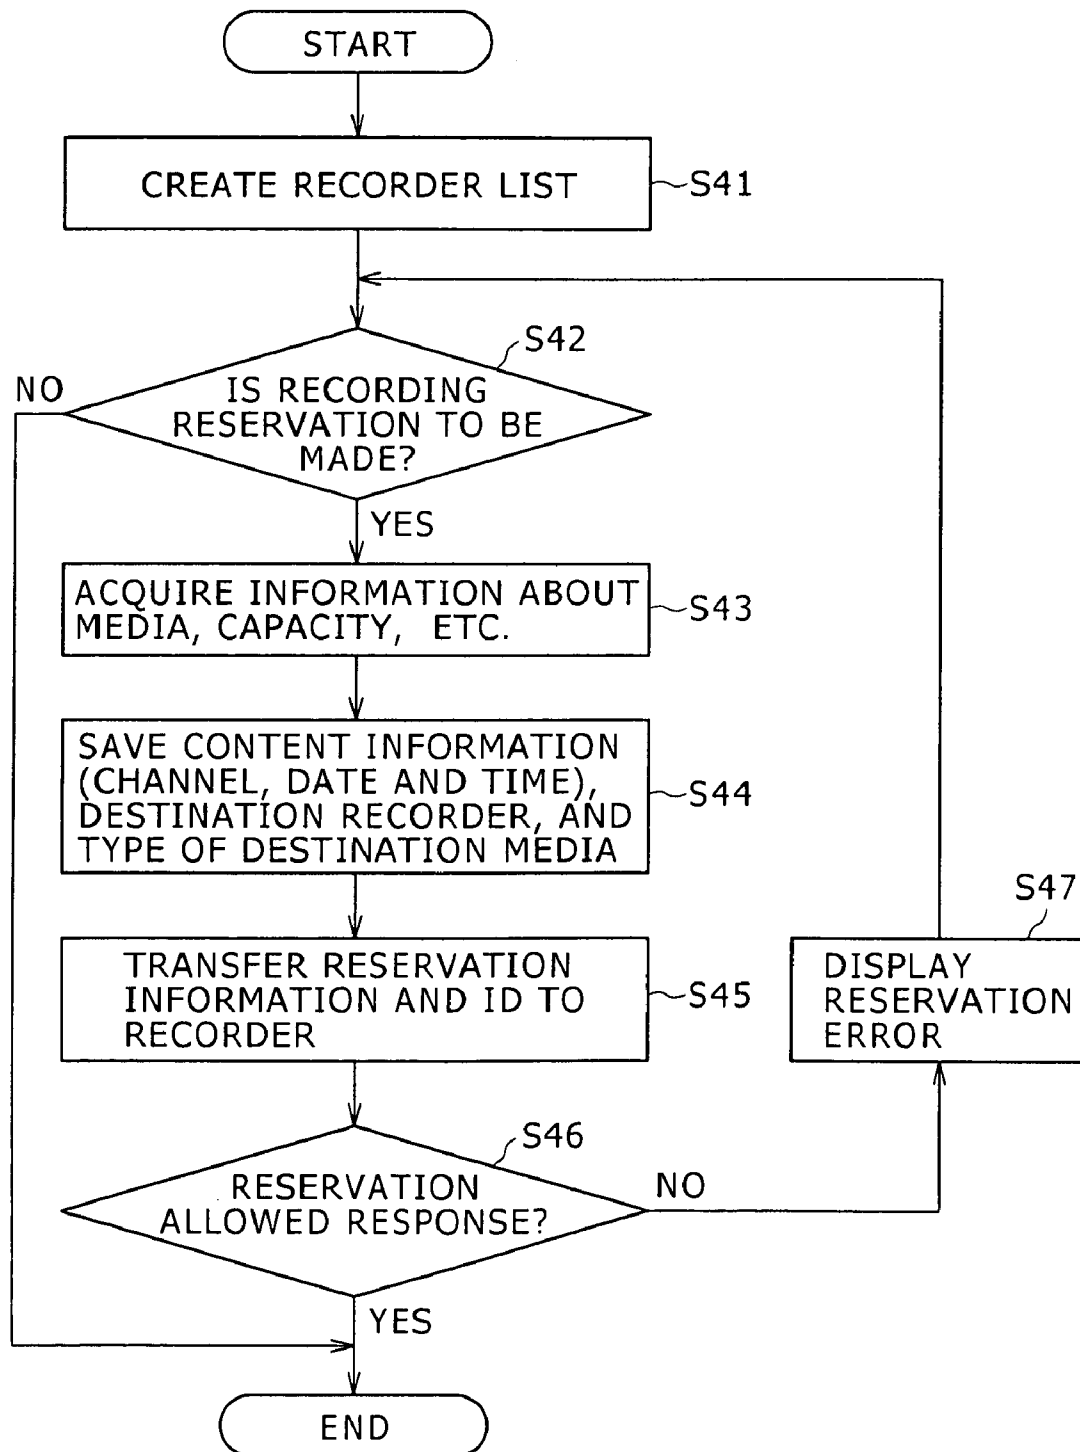 START
CREATE RECORDER LIST
S41
S42
NO
IS RECORDING
RESERVATION TO BE
MADE?
YES
ACQUIRE INFORMATION ABOUT
MEDIA, CAPACITY, ETC.
S43
SAVE CONTENT INFORMATION
(CHANNEL, DATE AND TIME),
DESTINATION RECORDER, AND
TYPE OF DESTINATION MEDIA
S44
TRANSFER RESERVATION
INFORMATION AND ID TO
RECORDER
S45
S47
DISPLAY
RESERVATION
ERROR
S46
RESERVATION
ALLOWED RESPONSE?
NO
YES
END